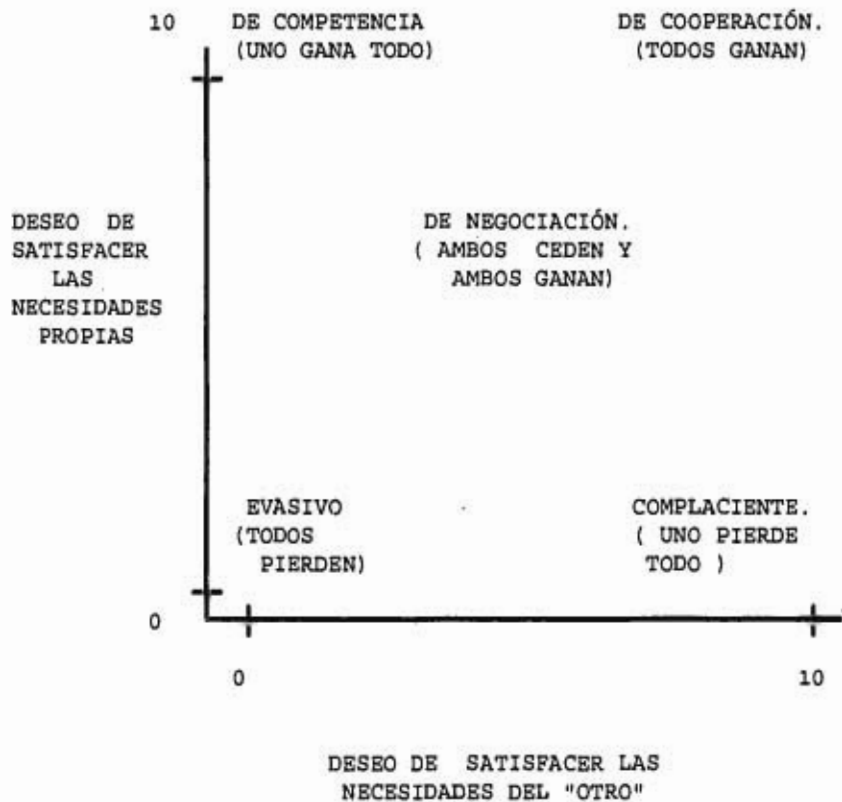 10
DE COMPETENCIA
(UNO GANA TODO)
DE COOPERACIÓN.
(TODOS GANAN)
DESEO DE
SATISFACER
LAS
NECESIDADES
PROPIAS
DE NEGOCIACIÓN.
( AMBOS CEDEN Y
AMBOS GANAN)
EVASIVO
(TODOS
PIERDEN)
COMPLACIENTE.
( UNO PIERDE
TODO )
0
0
10
DESEO DE SATISFACER LAS
NECESIDADES DEL "OTRO"